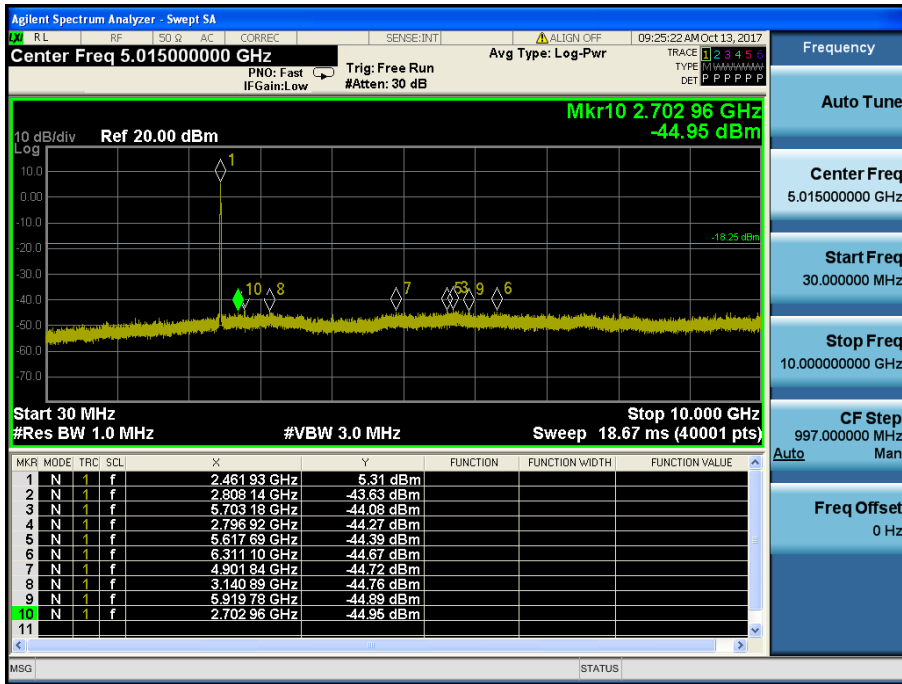 Agilent Spectrum Analyzer - Swept SA
LXI RL RF 50 Ω AC CORREC SENSE:INT ALIGN OFF 09:25:22 AM Oct 13, 2017
Center Freq 5.015000000 GHz
PNO: Fast
IFGain:Low
Trig: Free Run
#Atten: 30 dB
Avg Type: Log-Pwr
TRACE 1 2 3 4 5 6
TYPE M WWWWW
DET P P P P P P
Frequency
Auto Tune
Center Freq
5.015000000 GHz
Start Freq
30.000000 MHz
Stop Freq
10.000000000 GHz
CF Step
997.000000 MHz
Auto Man
Freq Offset
0 Hz
Mkr10 2.702 96 GHz
-44.95 dBm
10 dB/div Ref 20.00 dBm
Log
10.0
0.00
-10.0
-20.0
-30.0
-40.0
-50.0
-60.0
-70.0
1
-18.25 dBm
10 8 7 5 3 9 6
Start 30 MHz Stop 10.000 GHz
#Res BW 1.0 MHz #VBW 3.0 MHz Sweep 18.67 ms (40001 pts)
MKR MODE TRC SCL X Y FUNCTION FUNCTION WIDTH FUNCTION VALUE
1 N 1 f 2.461 93 GHz 5.31 dBm
2 N 1 f 2.808 14 GHz -43.63 dBm
3 N 1 f 5.703 18 GHz -44.08 dBm
4 N 1 f 2.796 92 GHz -44.27 dBm
5 N 1 f 5.617 69 GHz -44.39 dBm
6 N 1 f 6.311 10 GHz -44.67 dBm
7 N 1 f 4.901 84 GHz -44.72 dBm
8 N 1 f 3.140 89 GHz -44.76 dBm
9 N 1 f 5.919 78 GHz -44.89 dBm
10 N 1 f 2.702 96 GHz -44.95 dBm
11
MSG STATUS